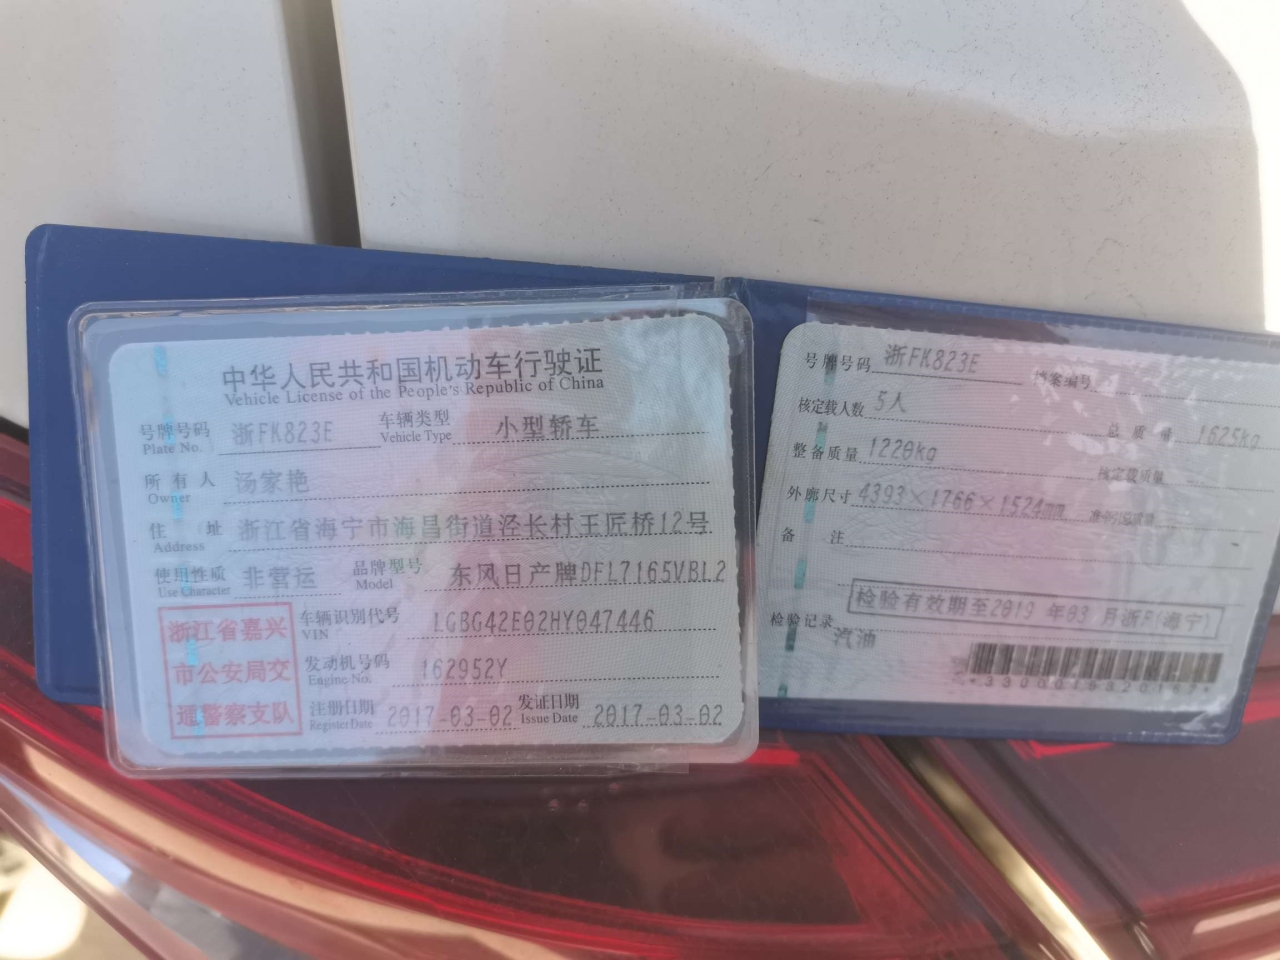 中华人民共和国机动车行驶证
Vehicle License of the People's Republic of China
号牌号码 浙FK823E 车辆类型 小型轿车
Plate No. Vehicle Type
所有人 汤家艳
Owner
住址 浙江省海宁市海昌街道泾长村王匠桥12号
Address
使用性质 非营运 品牌型号 东风日产牌DFL7165VBL2
Use Character Model
浙江省嘉兴
市公安局交
通警察支队
车辆识别代号 LGBG42E02HY047446
VIN
发动机号码 162952Y
Engine No.
注册日期 2017-03-02 发证日期 2017-03-02
Register Date Issue Date
号牌号码 浙FK823E 档案编号
核定载人数 5人 总质量 1625kg
整备质量 1220kg 核定载质量
外廓尺寸 4393×1766×1524mm 准牵引总质量
备注
检验有效期至2019年03月浙F(海宁)
检验记录
汽油